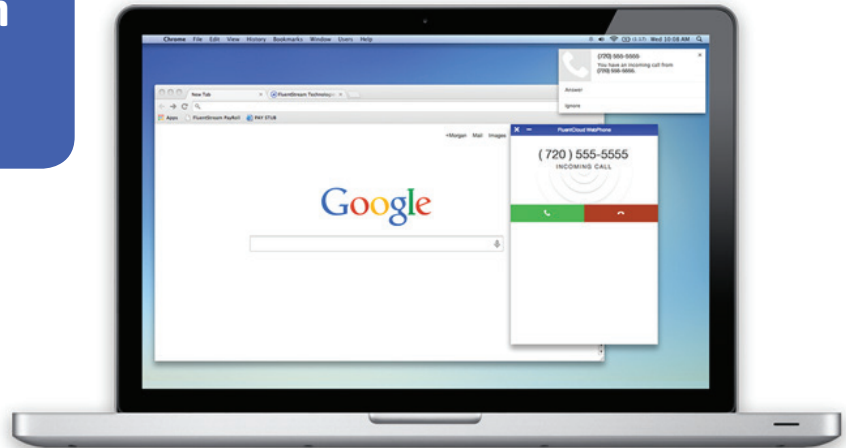 n
Chrome File Edit View History Bookmarks Window Users Help
Wed 10:08 AM
(720) 555-5555
You have an incoming call from
(720) 555-5555.
Answer
Ignore
New Tab
FluentStream Technologi
Apps FluentStream PayRoll PAY STUB
+Morgan Mail Images
Google
FluentCloud WebPhone
(720) 555-5555
INCOMING CALL